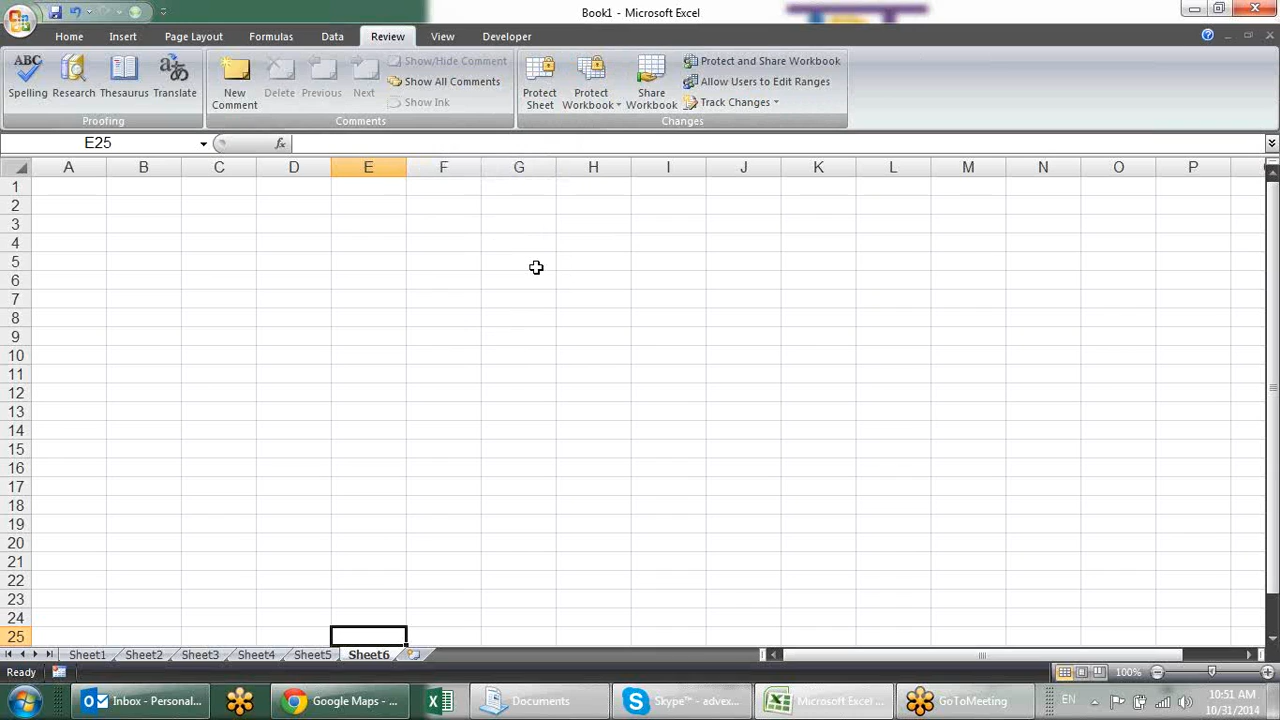 Book1 - Microsoft Excel
Home Insert Page Layout Formulas Data Review View Developer
ABC
Spelling Research Thesaurus Translate
Proofing
New Comment Delete Previous Next
Show/Hide Comment
Show All Comments
Show Ink
Comments
Protect Sheet Protect Workbook Share Workbook
Protect and Share Workbook
Allow Users to Edit Ranges
Track Changes
Changes
E25 fx
A B C D E F G H I J K L M N O P
1
2
3
4
5
6
7
8
9
10
11
12
13
14
15
16
17
18
19
20
21
22
23
24
25
Sheet1 Sheet2 Sheet3 Sheet4 Sheet5 Sheet6
Ready 100%
Inbox - Personal... Google Maps - ... Documents Skype™ - advex... Microsoft Excel ... GoToMeeting EN 10:51 AM
10/31/2014